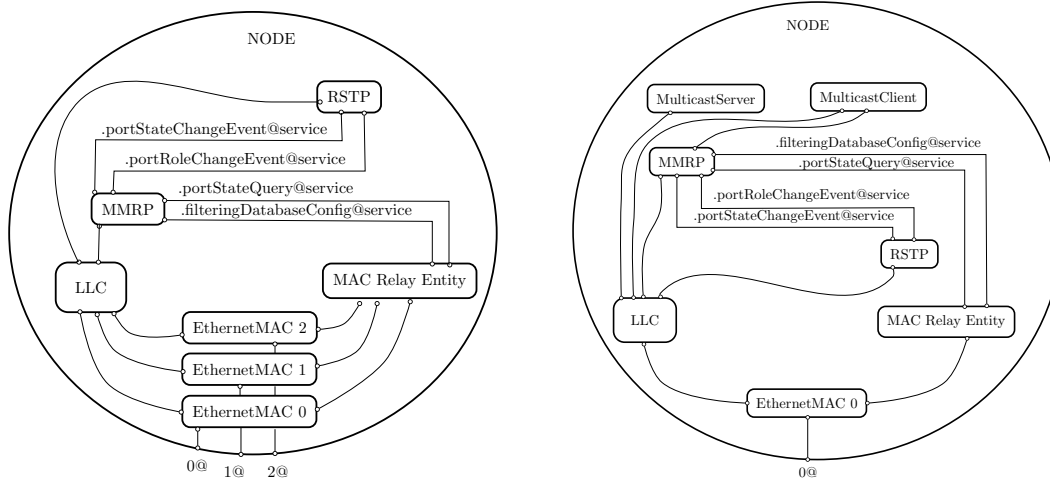 NODE
RSTP
.portStateChangeEvent@service
.portRoleChangeEvent@service
.portStateQuery@service
MMRP
.filteringDatabaseConfig@service
LLC
MAC Relay Entity
EthernetMAC 2
EthernetMAC 1
EthernetMAC 0
0@
1@
2@
NODE
MulticastServer
MulticastClient
.filteringDatabaseConfig@service
MMRP
.portStateQuery@service
.portRoleChangeEvent@service
.portStateChangeEvent@service
RSTP
LLC
MAC Relay Entity
EthernetMAC 0
0@